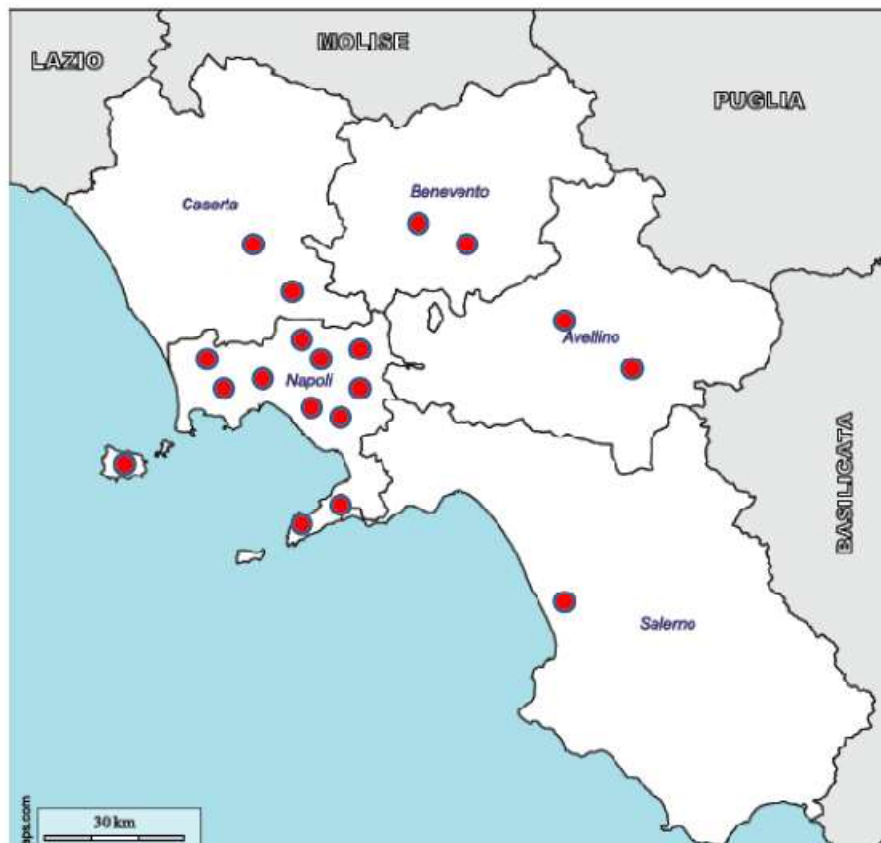 LAZIO
MOLISE
PUGLIA
Caserta
Benevento
Avellino
Napoli
BASILICATA
Salerno
30 km